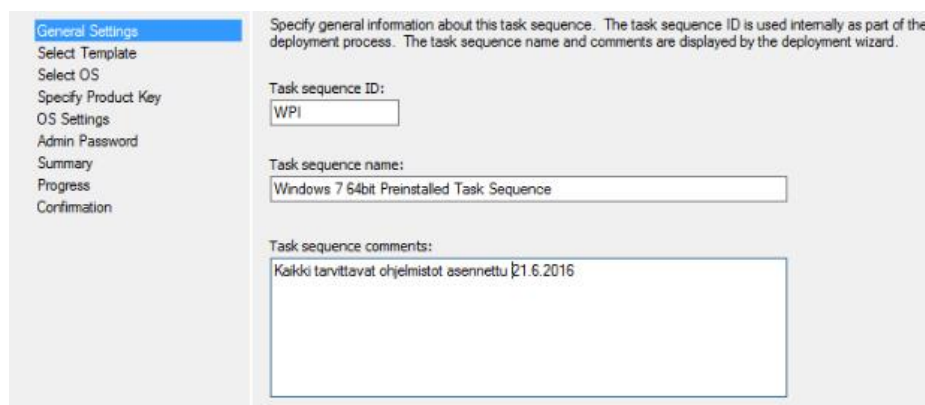 General Settings
Select Template
Select OS
Specify Product Key
OS Settings
Admin Password
Summary
Progress
Confirmation
Specify general information about this task sequence. The task sequence ID is used internally as part of the
deployment process. The task sequence name and comments are displayed by the deployment wizard.
Task sequence ID:
WPI
Task sequence name:
Windows 7 64bit Preinstalled Task Sequence
Task sequence comments:
Kaikki tarvittavat ohjelmistot asennettu 21.6.2016